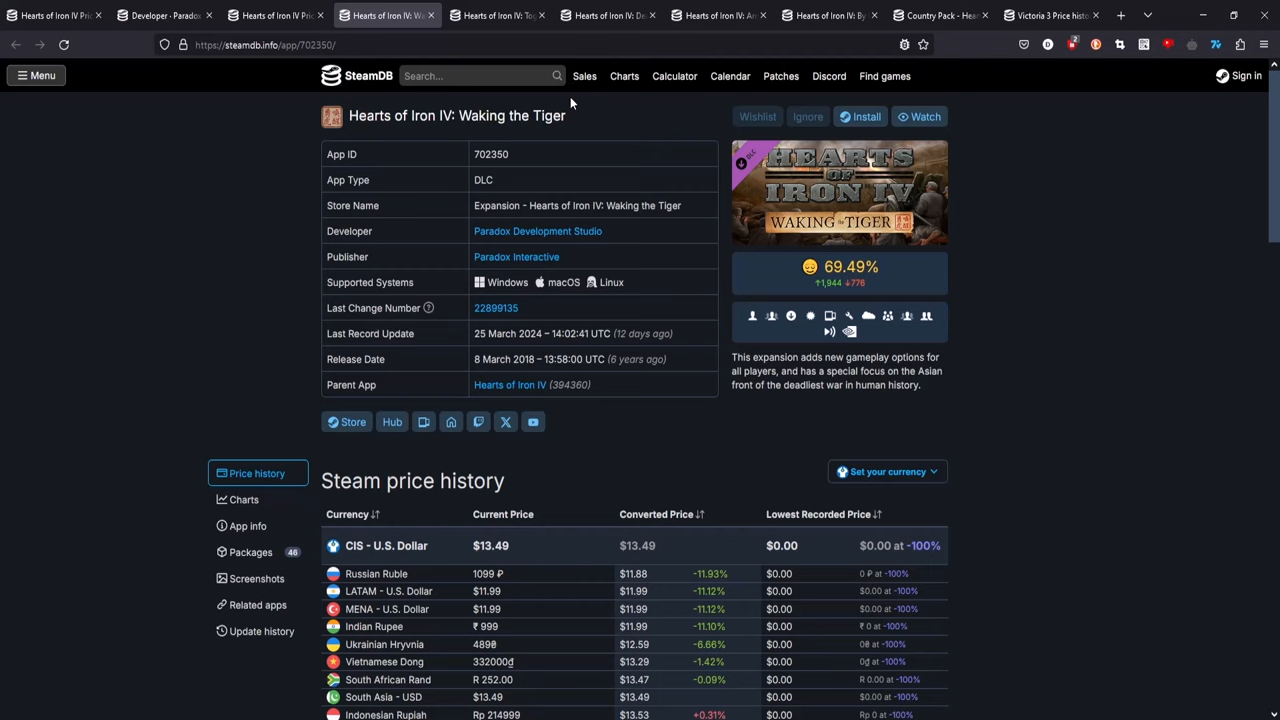 Hearts of Iron IV Pric
Developer · Paradox
Hearts of Iron IV Pric
Hearts of Iron IV: Wa
Hearts of Iron IV: Tog
Hearts of Iron IV: De
Hearts of Iron IV: An
Hearts of Iron IV: By
Country Pack - Hear
Victoria 3 Price histo
https://steamdb.info/app/702350/
2
Menu
SteamDB
Search...
Sales
Charts
Calculator
Calendar
Patches
Discord
Find games
Sign in
Hearts of Iron IV: Waking the Tiger
Wishlist
Ignore
Install
Watch
App ID 702350
App Type DLC
Store Name Expansion - Hearts of Iron IV: Waking the Tiger
Developer Paradox Development Studio
Publisher Paradox Interactive
Supported Systems Windows macOS Linux
Last Change Number ? 22899135
Last Record Update 25 March 2024 – 14:02:41 UTC (12 days ago)
Release Date 8 March 2018 – 13:58:00 UTC (6 years ago)
Parent App Hearts of Iron IV (394360)
DLC
HEARTS
OF
IRON IV
WAKING THE TIGER
69.49%
↑1,944 ↓776
This expansion adds new gameplay options for
all players, and has a special focus on the Asian
front of the deadliest war in human history.
Store
Hub
Price history
Charts
App info
Packages 46
Screenshots
Related apps
Update history
Steam price history
Set your currency
Currency Current Price Converted Price Lowest Recorded Price
CIS - U.S. Dollar $13.49 $13.49 $0.00 $0.00 at -100%
Russian Ruble 1099 ₽ $11.88 -11.93% $0.00 0 ₽ at -100%
LATAM - U.S. Dollar $11.99 $11.99 -11.12% $0.00 $0.00 at -100%
MENA - U.S. Dollar $11.99 $11.99 -11.12% $0.00 $0.00 at -100%
Indian Rupee ₹ 999 $11.99 -11.10% $0.00 ₹ 0 at -100%
Ukrainian Hryvnia 489₴ $12.59 -6.66% $0.00 0₴ at -100%
Vietnamese Dong 332000₫ $13.29 -1.42% $0.00 0₫ at -100%
South African Rand R 252.00 $13.47 -0.09% $0.00 R 0.00 at -100%
South Asia - USD $13.49 $13.49 $0.00 $0.00 at -100%
Indonesian Rupiah Rp 214999 $13.53 +0.31% $0.00 Rp 0 at -100%